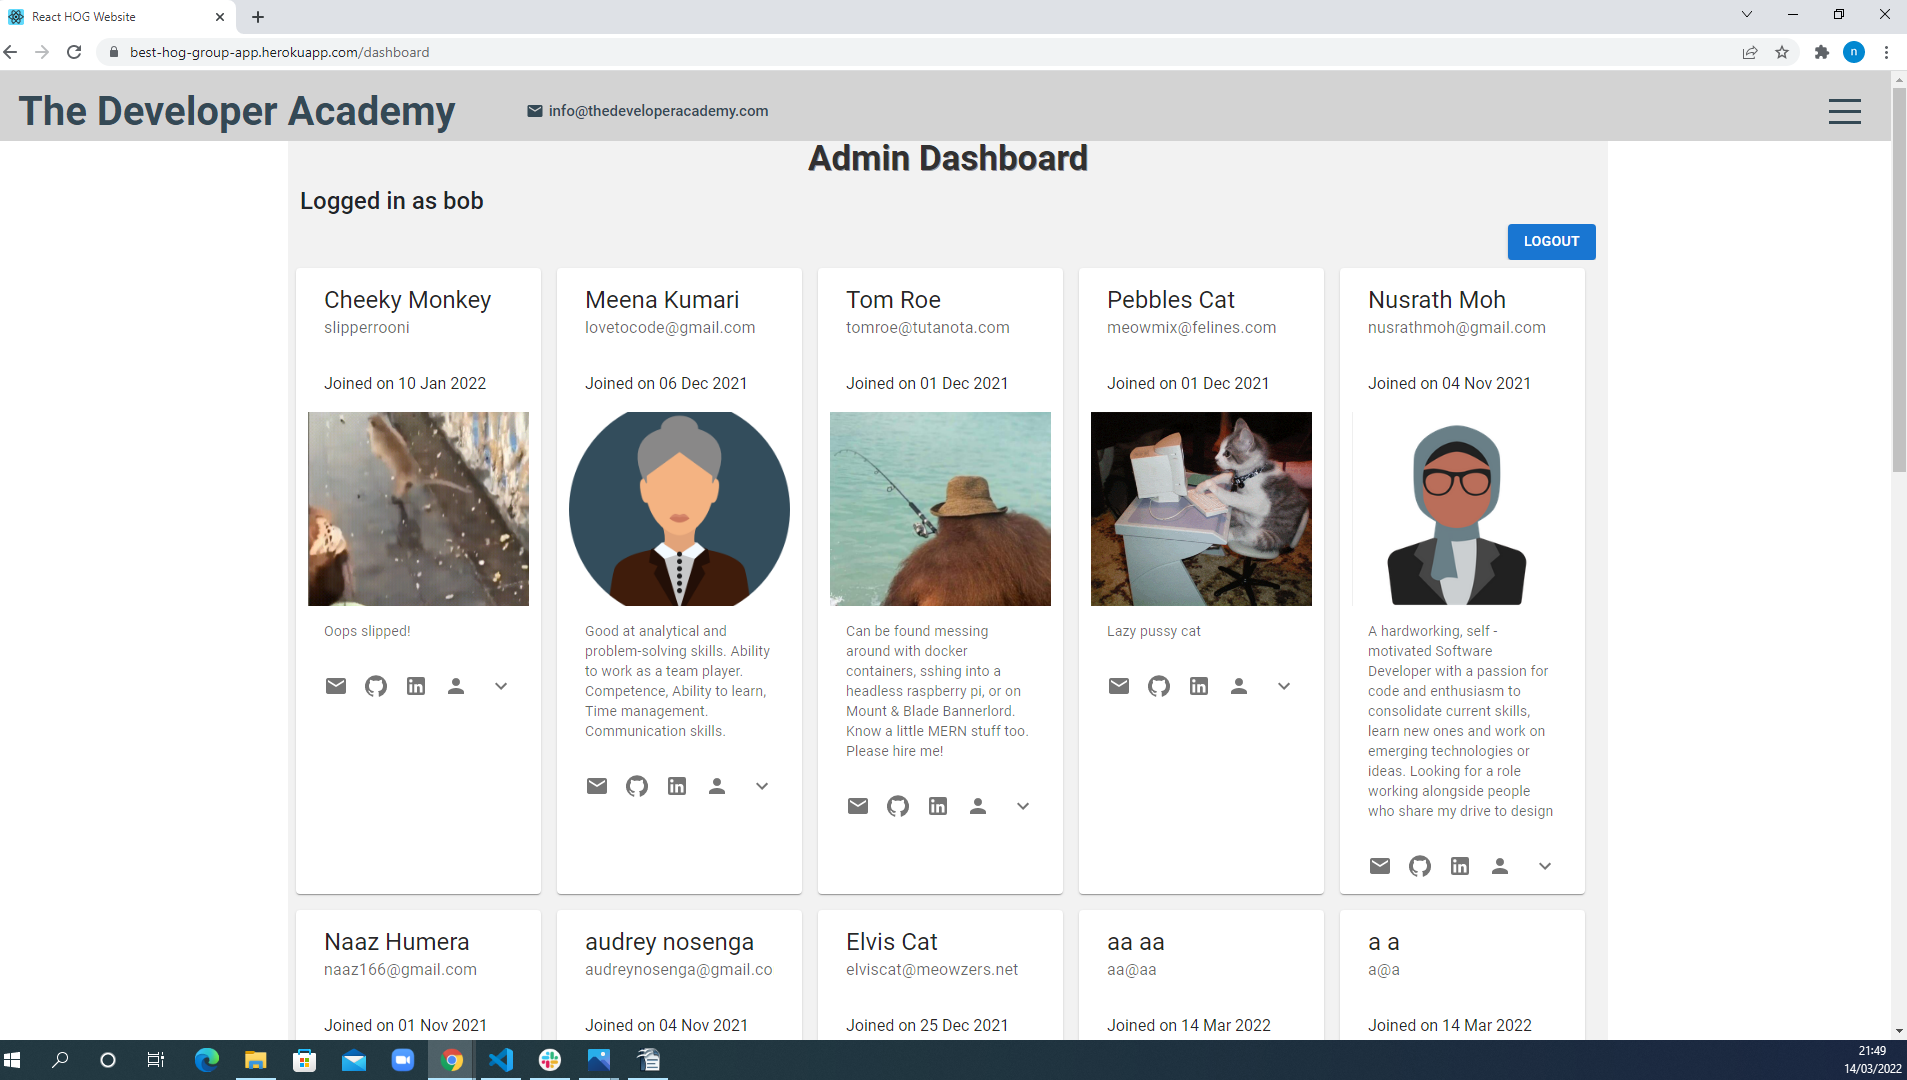 React HOG Website
best-hog-group-app.herokuapp.com/dashboard
n
The Developer Academy
info@thedeveloperacademy.com
Admin Dashboard
Logged in as bob
LOGOUT
Cheeky Monkey
slipperrooni
Joined on 10 Jan 2022
Oops slipped!
Meena Kumari
lovetocode@gmail.com
Joined on 06 Dec 2021
Good at analytical and
problem-solving skills. Ability
to work as a team player.
Competence, Ability to learn,
Time management.
Communication skills.
Tom Roe
tomroe@tutanota.com
Joined on 01 Dec 2021
Can be found messing
around with docker
containers, sshing into a
headless raspberry pi, or on
Mount & Blade Bannerlord.
Know a little MERN stuff too.
Please hire me!
Pebbles Cat
meowmix@felines.com
Joined on 01 Dec 2021
Lazy pussy cat
Nusrath Moh
nusrathmoh@gmail.com
Joined on 04 Nov 2021
A hardworking, self -
motivated Software
Developer with a passion for
code and enthusiasm to
consolidate current skills,
learn new ones and work on
emerging technologies or
ideas. Looking for a role
working alongside people
who share my drive to design
Naaz Humera
naaz166@gmail.com
Joined on 01 Nov 2021
audrey nosenga
audreynosenga@gmail.co
Joined on 04 Nov 2021
Elvis Cat
elviscat@meowzers.net
Joined on 25 Dec 2021
aa aa
aa@aa
Joined on 14 Mar 2022
a a
a@a
Joined on 14 Mar 2022
21:49
14/03/2022